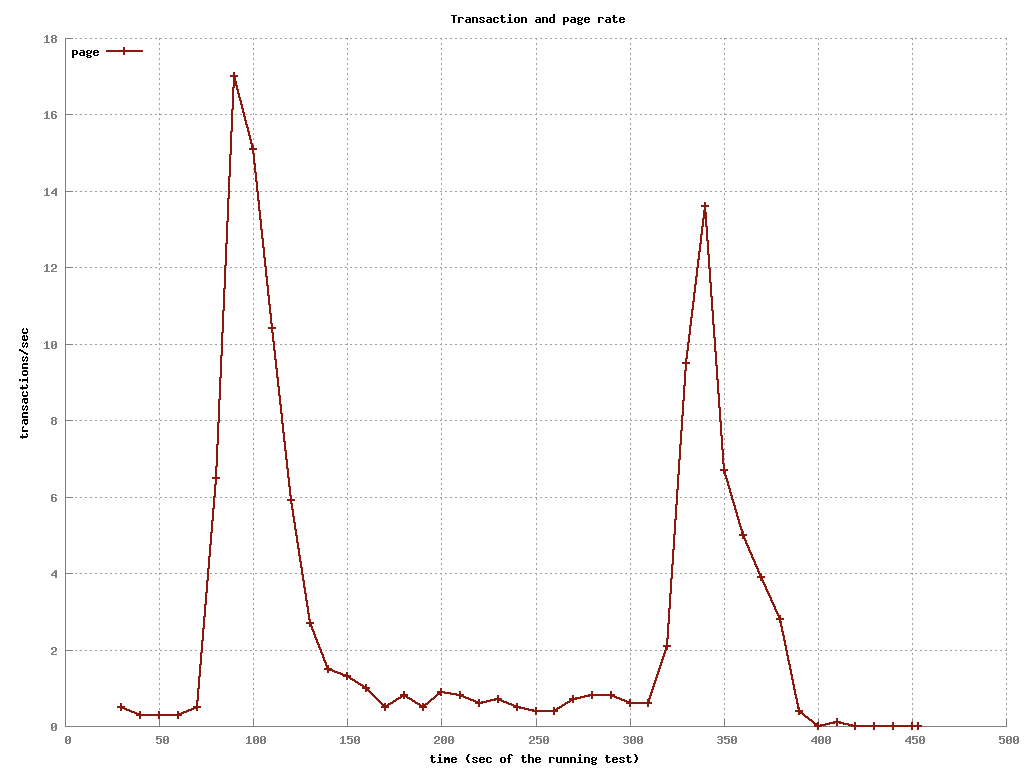 Transaction and page rate
page
18
16
14
12
10
8
6
4
2
0
transactions/sec
0 50 100 150 200 250 300 350 400 450 500
time (sec of the running test)